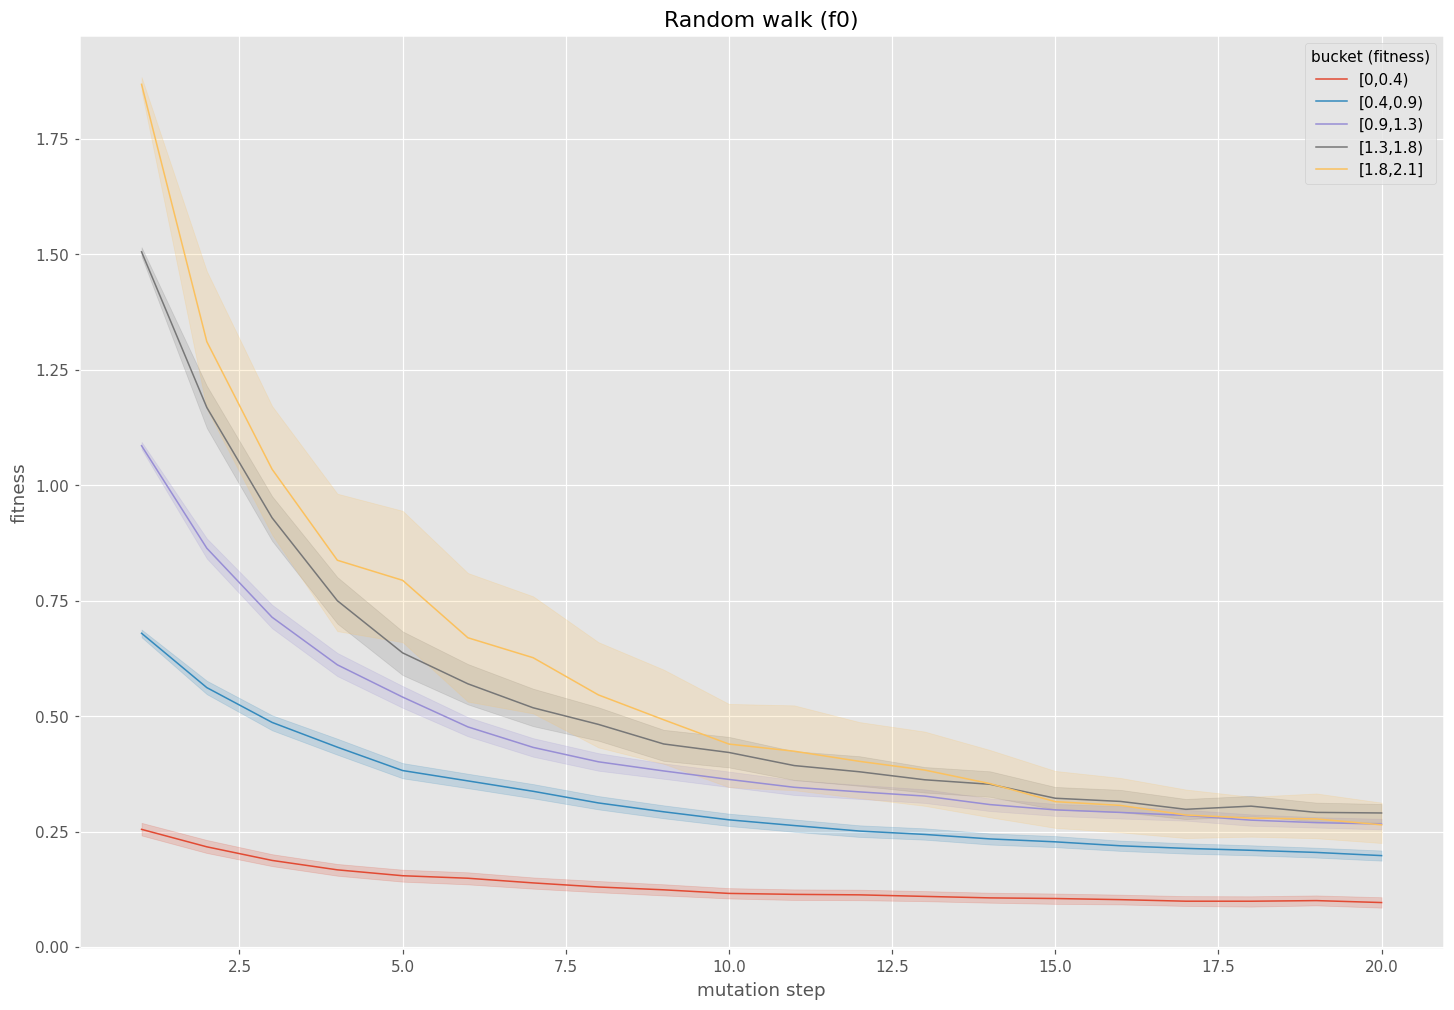 Random walk (f0)
bucket (fitness)
[0,0.4)
[0.4,0.9)
[0.9,1.3)
[1.3,1.8)
[1.8,2.1]
fitness
1.75
1.50
1.25
1.00
0.75
0.50
0.25
0.00
2.5 5.0 7.5 10.0 12.5 15.0 17.5 20.0
mutation step